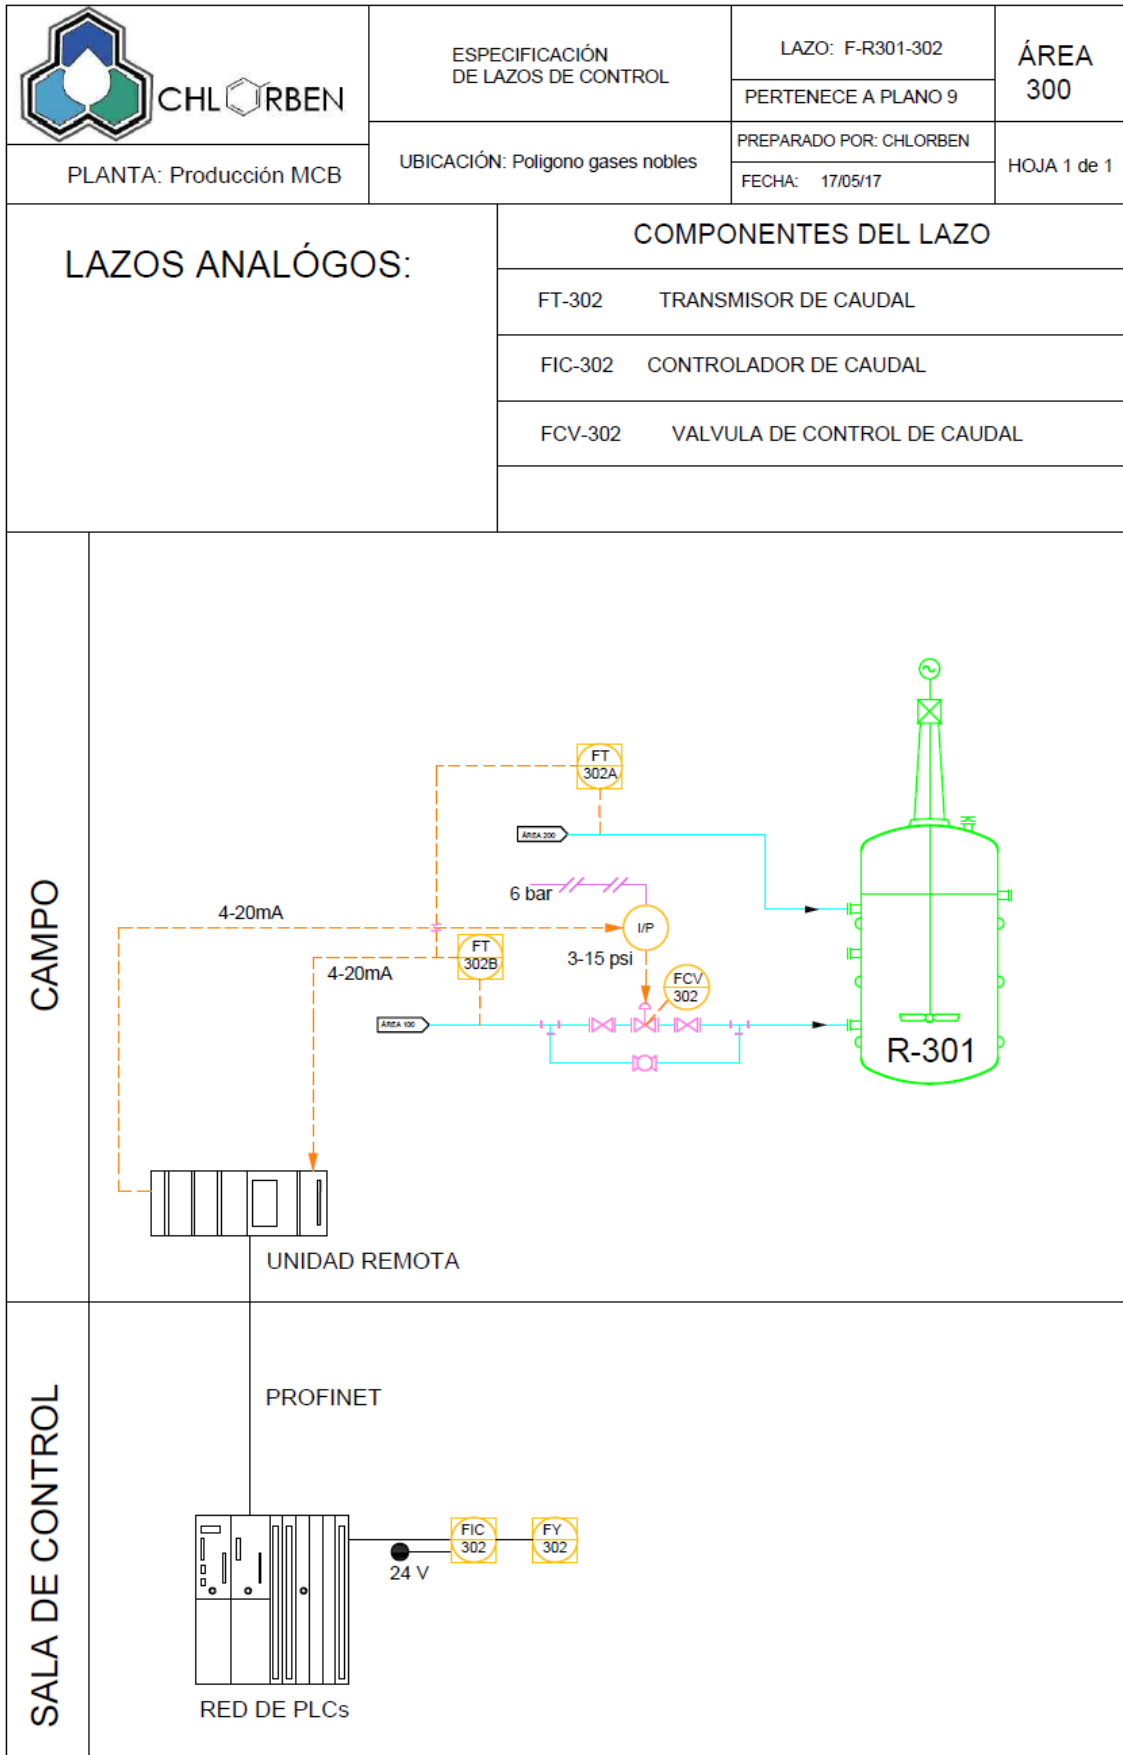 CHLORBEN
PLANTA: Producción MCB
ESPECIFICACIÓN
DE LAZOS DE CONTROL
UBICACIÓN: Poligono gases nobles
LAZO: F-R301-302
PERTENECE A PLANO 9
PREPARADO POR: CHLORBEN
FECHA: 17/05/17
ÁREA
300
HOJA 1 de 1
LAZOS ANALÓGOS:
COMPONENTES DEL LAZO
FT-302 TRANSMISOR DE CAUDAL
FIC-302 CONTROLADOR DE CAUDAL
FCV-302 VALVULA DE CONTROL DE CAUDAL
CAMPO
FT
302A
ÁREA 200
6 bar
4-20mA
I/P
FT
302B
4-20mA
3-15 psi
FCV
302
ÁREA 100
R-301
UNIDAD REMOTA
SALA DE CONTROL
PROFINET
FIC
302
FY
302
24 V
RED DE PLCs